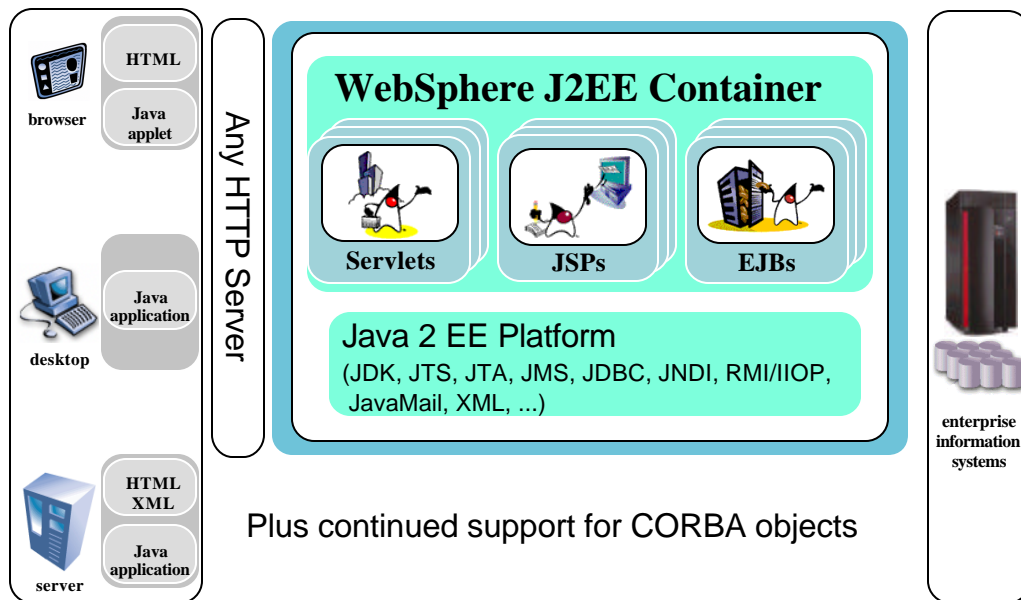 HTML
Java
applet
browser
Java
application
desktop
HTML
XML
Java
application
server
Any HTTP Server
WebSphere J2EE Container
Servlets
JSPs
EJBs
Java 2 EE Platform
(JDK, JTS, JTA, JMS, JDBC, JNDI, RMI/IIOP,
JavaMail, XML, ...)
Plus continued support for CORBA objects
enterprise
information
systems